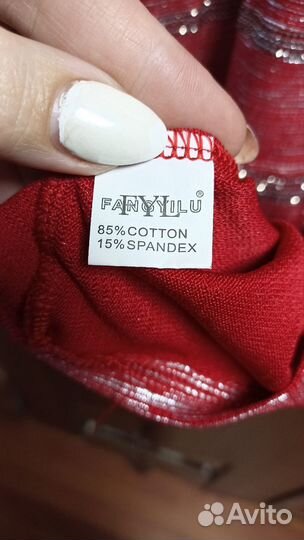 FANGYILU®
FYL
85%COTTON
15%SPANDEX
Avito